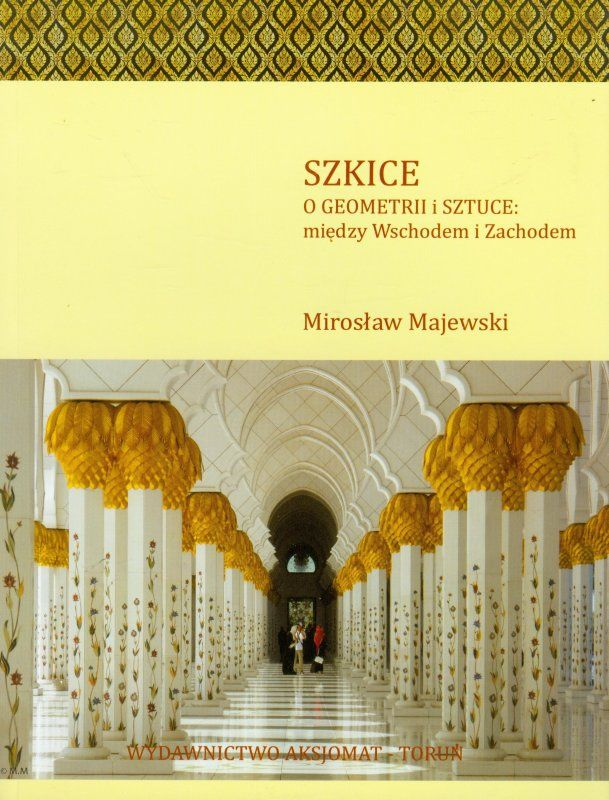 SZKICE
O GEOMETRII i SZTUCE:
między Wschodem i Zachodem
Mirosław Majewski
WYDAWNICTWO AKSJOMAT - TORUŃ
© M.M